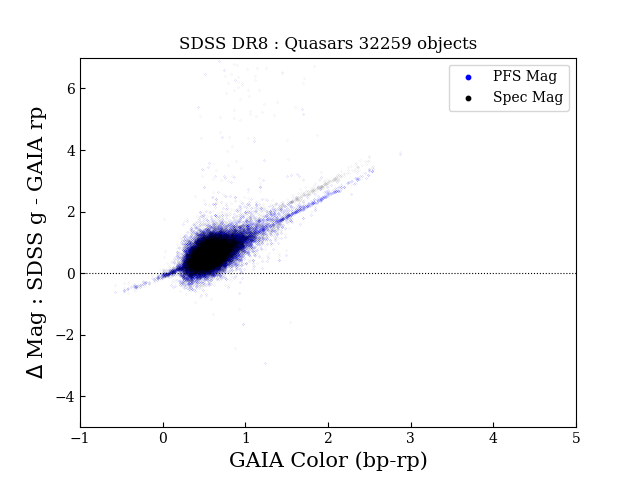 SDSS DR8 : Quasars 32259 objects
PFS Mag
Spec Mag
Δ Mag : SDSS g - GAIA rp
6
4
2
0
−2
−4
−1 0 1 2 3 4 5
GAIA Color (bp-rp)